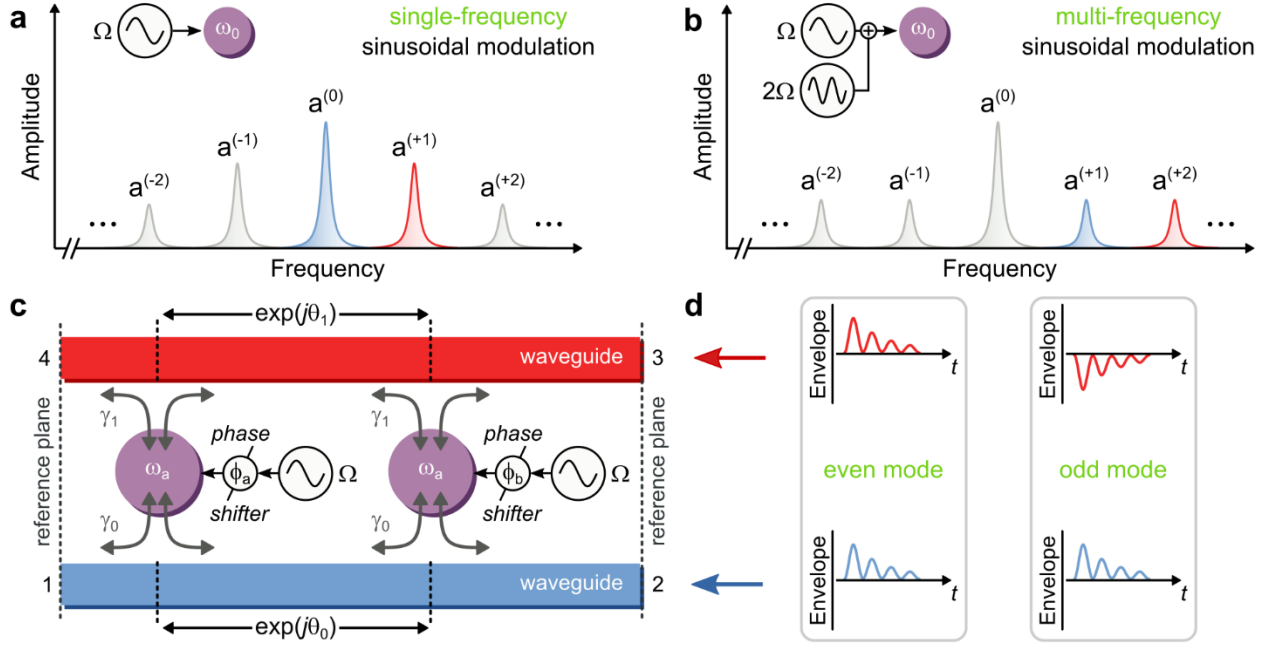 a
Ω
ω₀
single-frequency
sinusoidal modulation
Amplitude
a⁽⁻²⁾
a⁽⁻¹⁾
a⁽⁰⁾
a⁽⁺¹⁾
a⁽⁺²⁾
...
...
Frequency
b
Ω
2Ω
+
ω₀
multi-frequency
sinusoidal modulation
Amplitude
a⁽⁻²⁾
a⁽⁻¹⁾
a⁽⁰⁾
a⁽⁺¹⁾
a⁽⁺²⁾
...
...
Frequency
c
exp(jθ₁)
4
waveguide
3
reference plane
γ₁
ωₐ
γ₀
phase
ϕₐ
shifter
Ω
γ₁
ωₐ
γ₀
phase
ϕ_b
shifter
Ω
reference plane
1
waveguide
2
exp(jθ₀)
d
Envelope
t
even mode
Envelope
t
Envelope
t
odd mode
Envelope
t